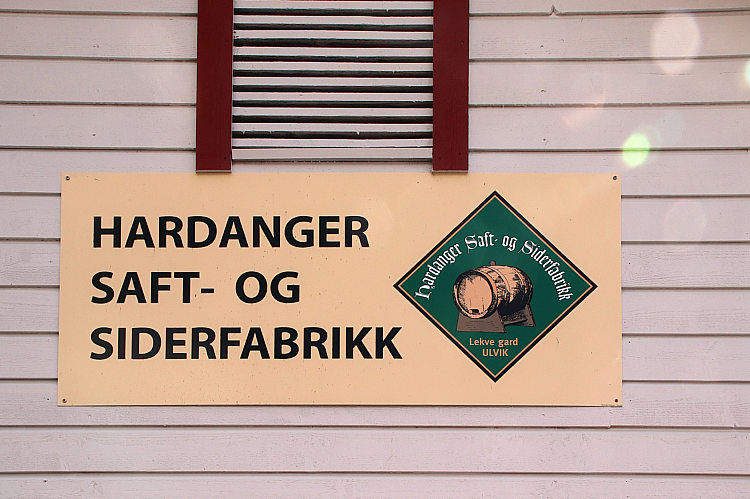 HARDANGER
SAFT- OG
SIDERFABRIKK
Hardanger Saft- og Siderfabrikk
Lekve gard
ULVIK